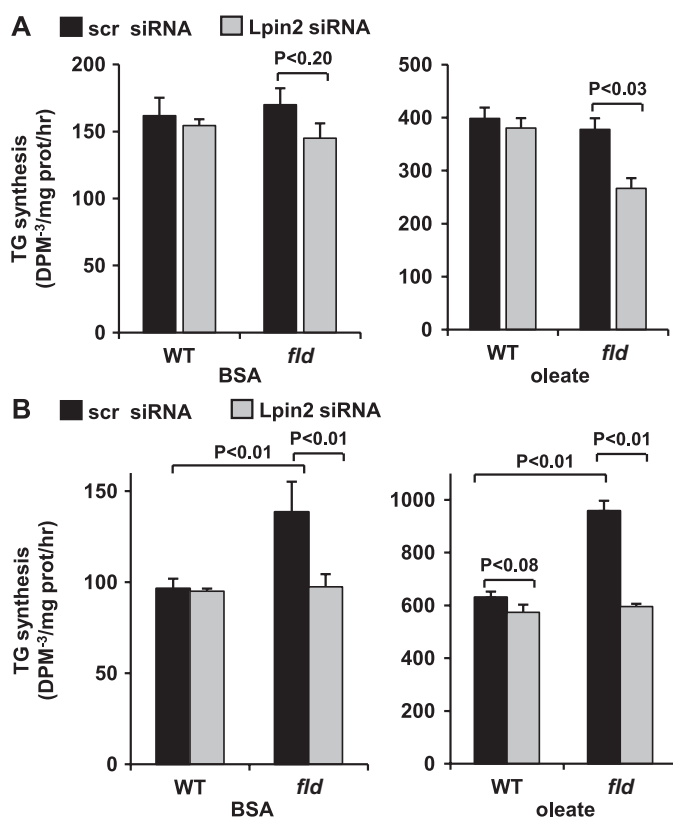 A scr siRNA Lpin2 siRNA
P<0.20
P<0.03
TG synthesis
(DPM-3/mg prot/hr)
200
150
100
50
0
WT fld
BSA
500
400
300
200
100
0
WT fld
oleate
B scr siRNA Lpin2 siRNA
P<0.01
P<0.01
P<0.01
P<0.01
P<0.08
TG synthesis
(DPM-3/mg prot/hr)
150
100
50
0
WT fld
BSA
1000
800
600
400
200
0
WT fld
oleate